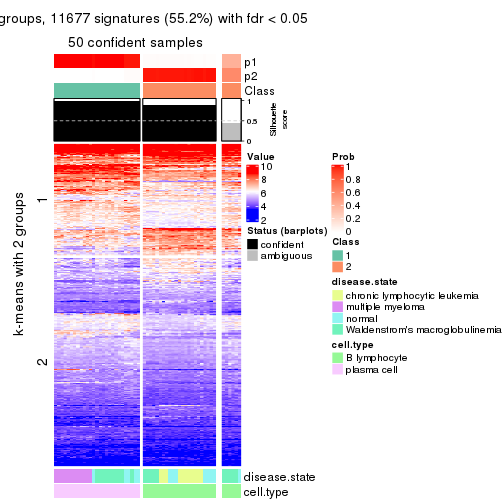 groups, 11677 signatures (55.2%) with fdr < 0.05
50 confident samples
p1
p2
Class
1
0.5
0
Silhouette
score
k-means with 2 groups
1
2
Value
10
8
6
4
2
Status (barplots)
confident
ambiguous
Prob
1
0.8
0.6
0.4
0.2
0
Class
1
2
disease.state
chronic lymphocytic leukemia
multiple myeloma
normal
Waldenstrom's macroglobulinemia
cell.type
B lymphocyte
plasma cell
disease.state
cell.type